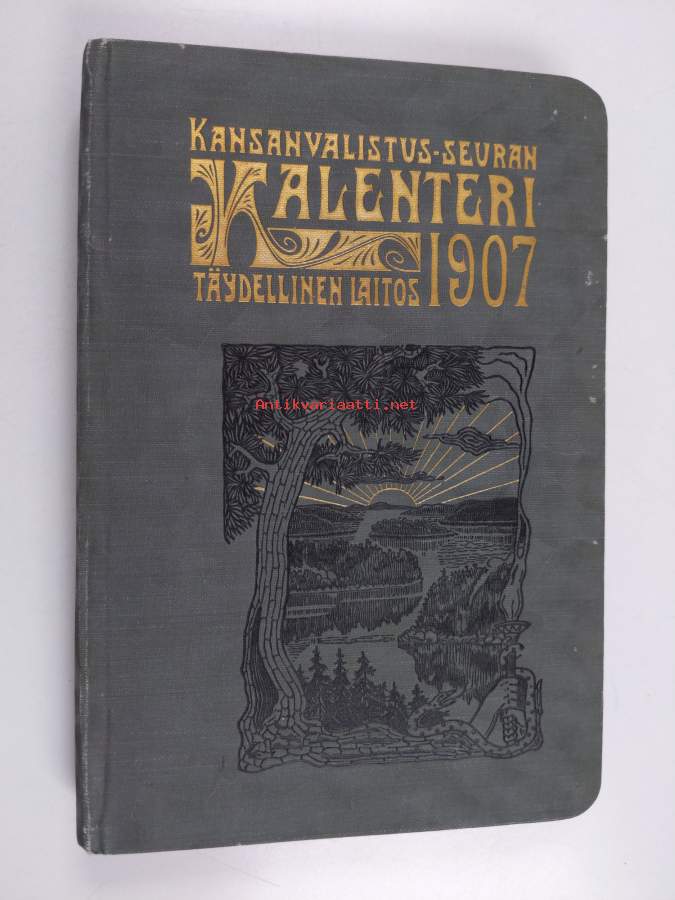 KANSANVALISTUS-SEURAN
KALENTERI
TÄYDELLINEN LAITOS 1907
Antikvariaatti.net